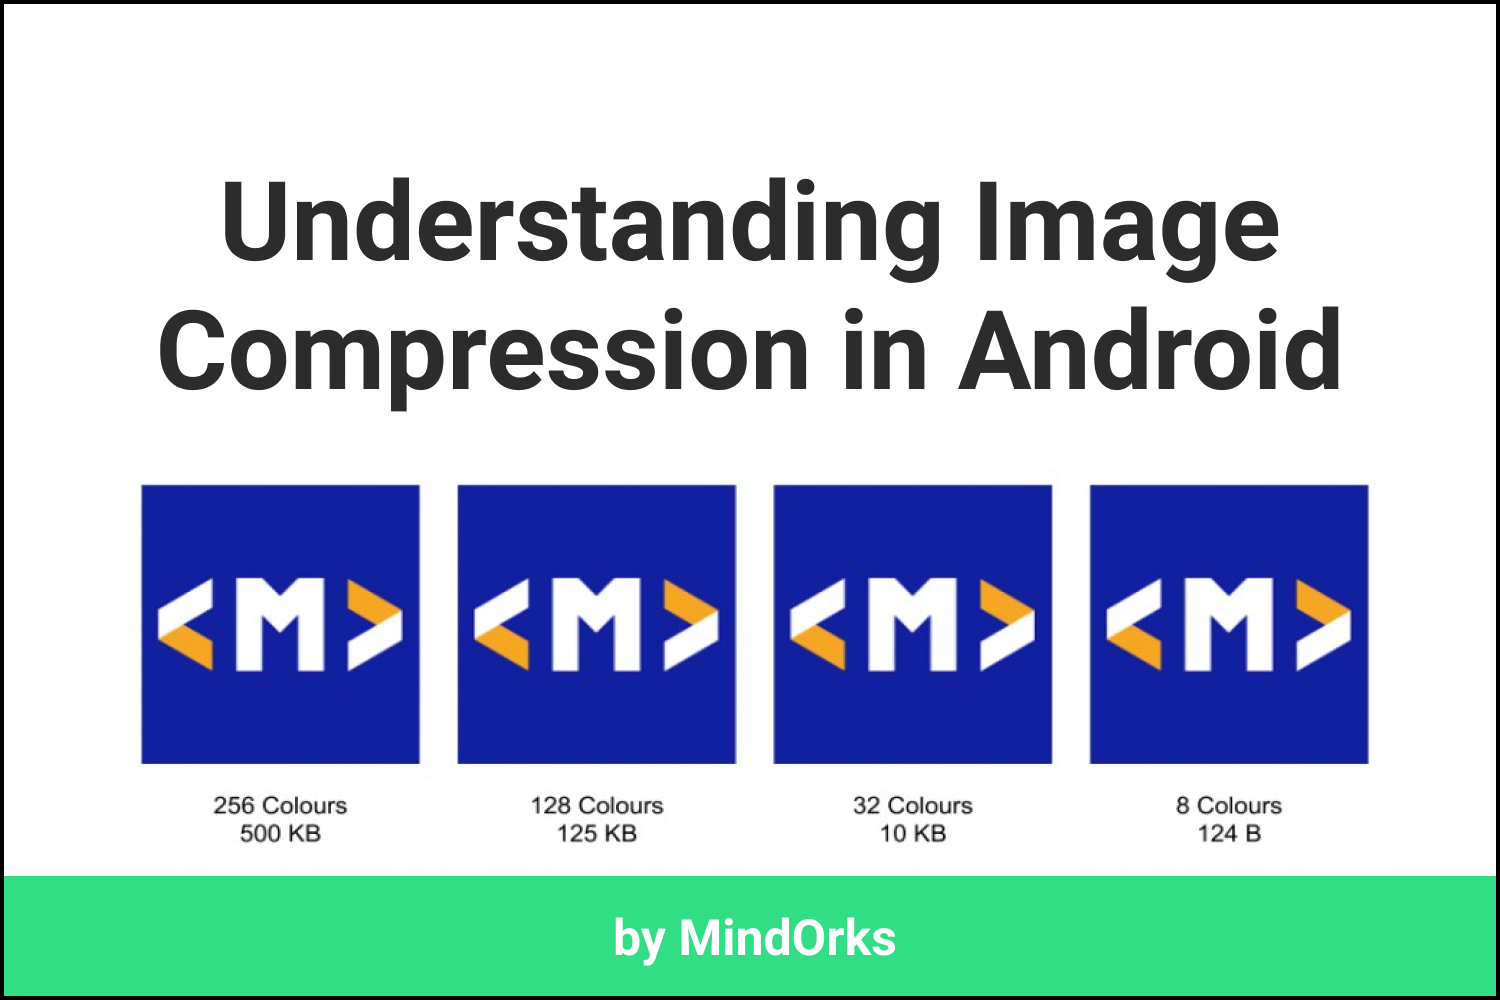 Understanding Image
Compression in Android
<M> <M> <M> <M>
256 Colours 128 Colours 32 Colours 8 Colours
500 KB 125 KB 10 KB 124 B
by MindOrks